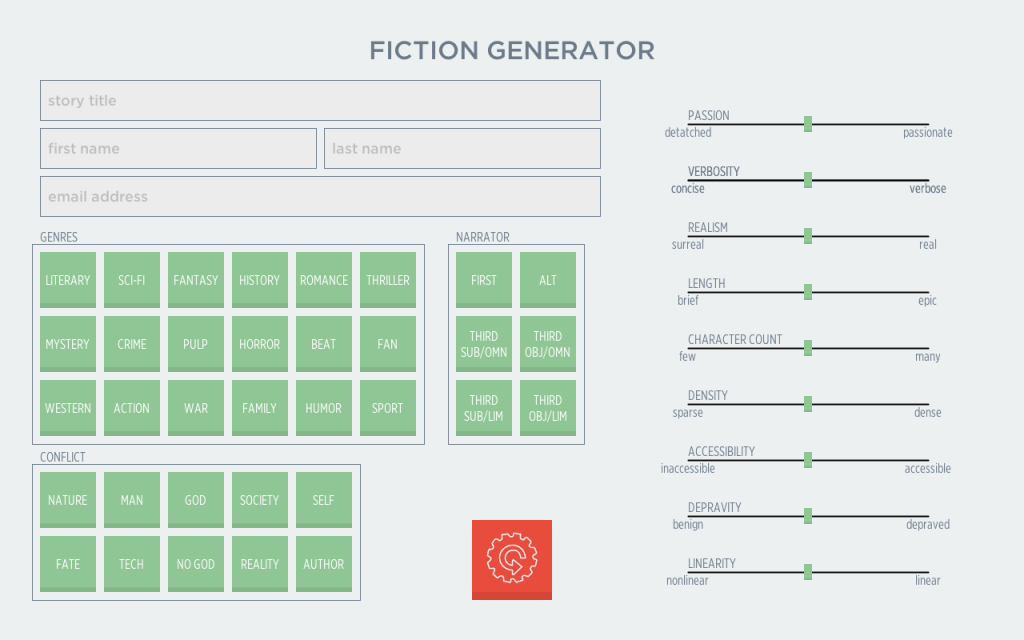 FICTION GENERATOR
story title
first name last name
email address
GENRES
LITERARY SCI-FI FANTASY HISTORY ROMANCE THRILLER
MYSTERY CRIME PULP HORROR BEAT FAN
WESTERN ACTION WAR FAMILY HUMOR SPORT
NARRATOR
FIRST ALT
THIRD SUB/OMN THIRD OBJ/OMN
THIRD SUB/LIM THIRD OBJ/LIM
CONFLICT
NATURE MAN GOD SOCIETY SELF
FATE TECH NO GOD REALITY AUTHOR
PASSION
detatched passionate
VERBOSITY
concise verbose
REALISM
surreal real
LENGTH
brief epic
CHARACTER COUNT
few many
DENSITY
sparse dense
ACCESSIBILITY
inaccessible accessible
DEPRAVITY
benign depraved
LINEARITY
nonlinear linear